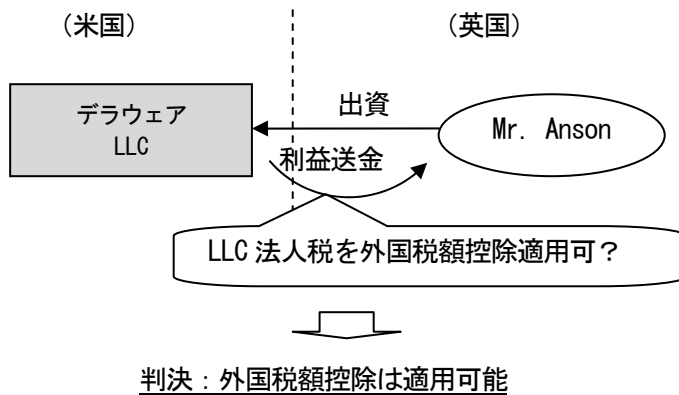 （米国）
（英国）
デラウェア
LLC
出資
Mr. Anson
利益送金
LLC 法人税を外国税額控除適用可？
判決：外国税額控除は適用可能